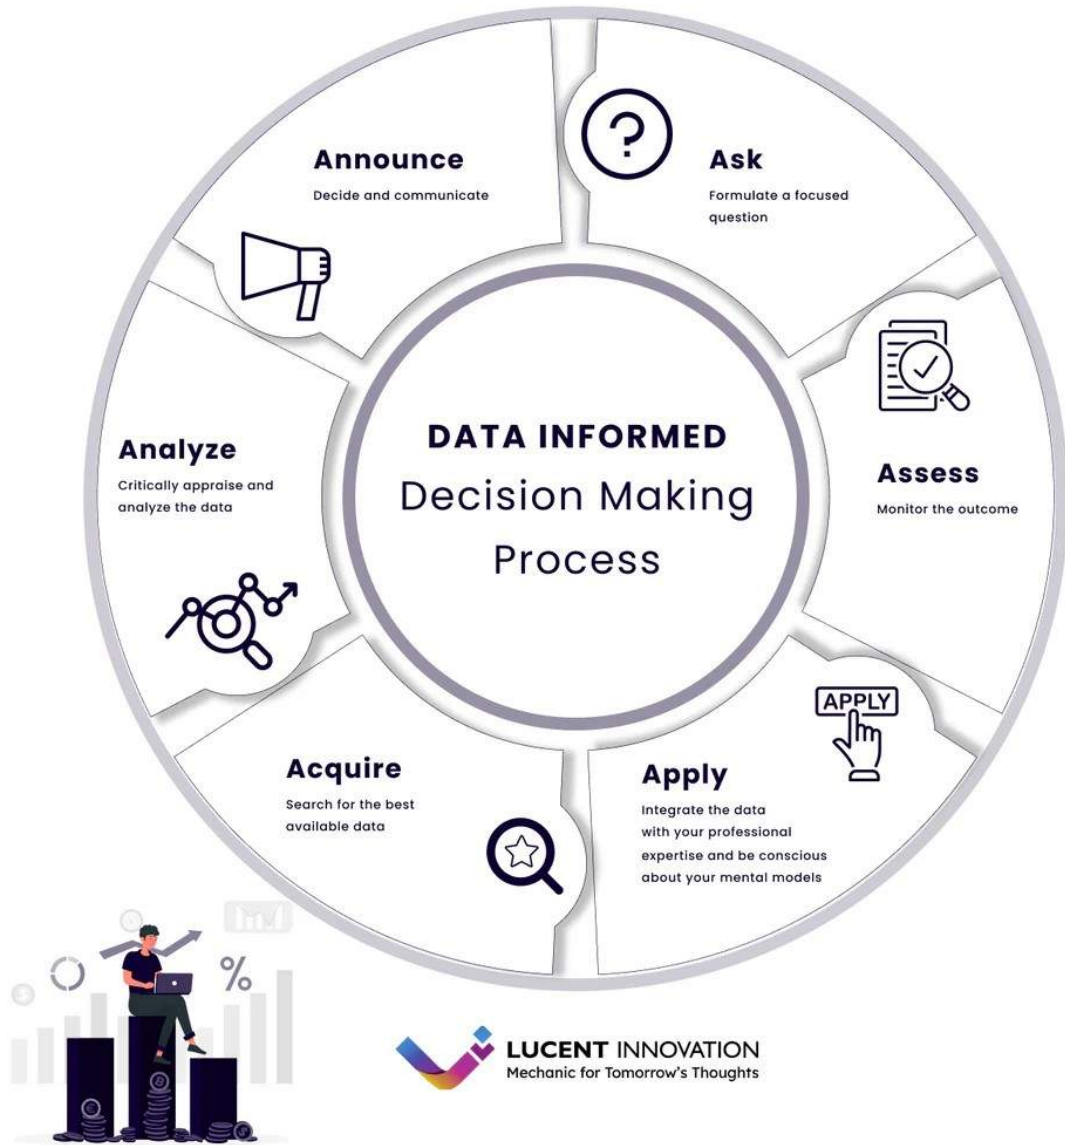 Announce
Decide and communicate
?
Ask
Formulate a focused
question
DATA INFORMED
Decision Making
Process
Analyze
Critically appraise and
analyze the data
Assess
Monitor the outcome
APPLY
Acquire
Search for the best
available data
Apply
Integrate the data
with your professional
expertise and be conscious
about your mental models
%
LUCENT INNOVATION
Mechanic for Tomorrow's Thoughts